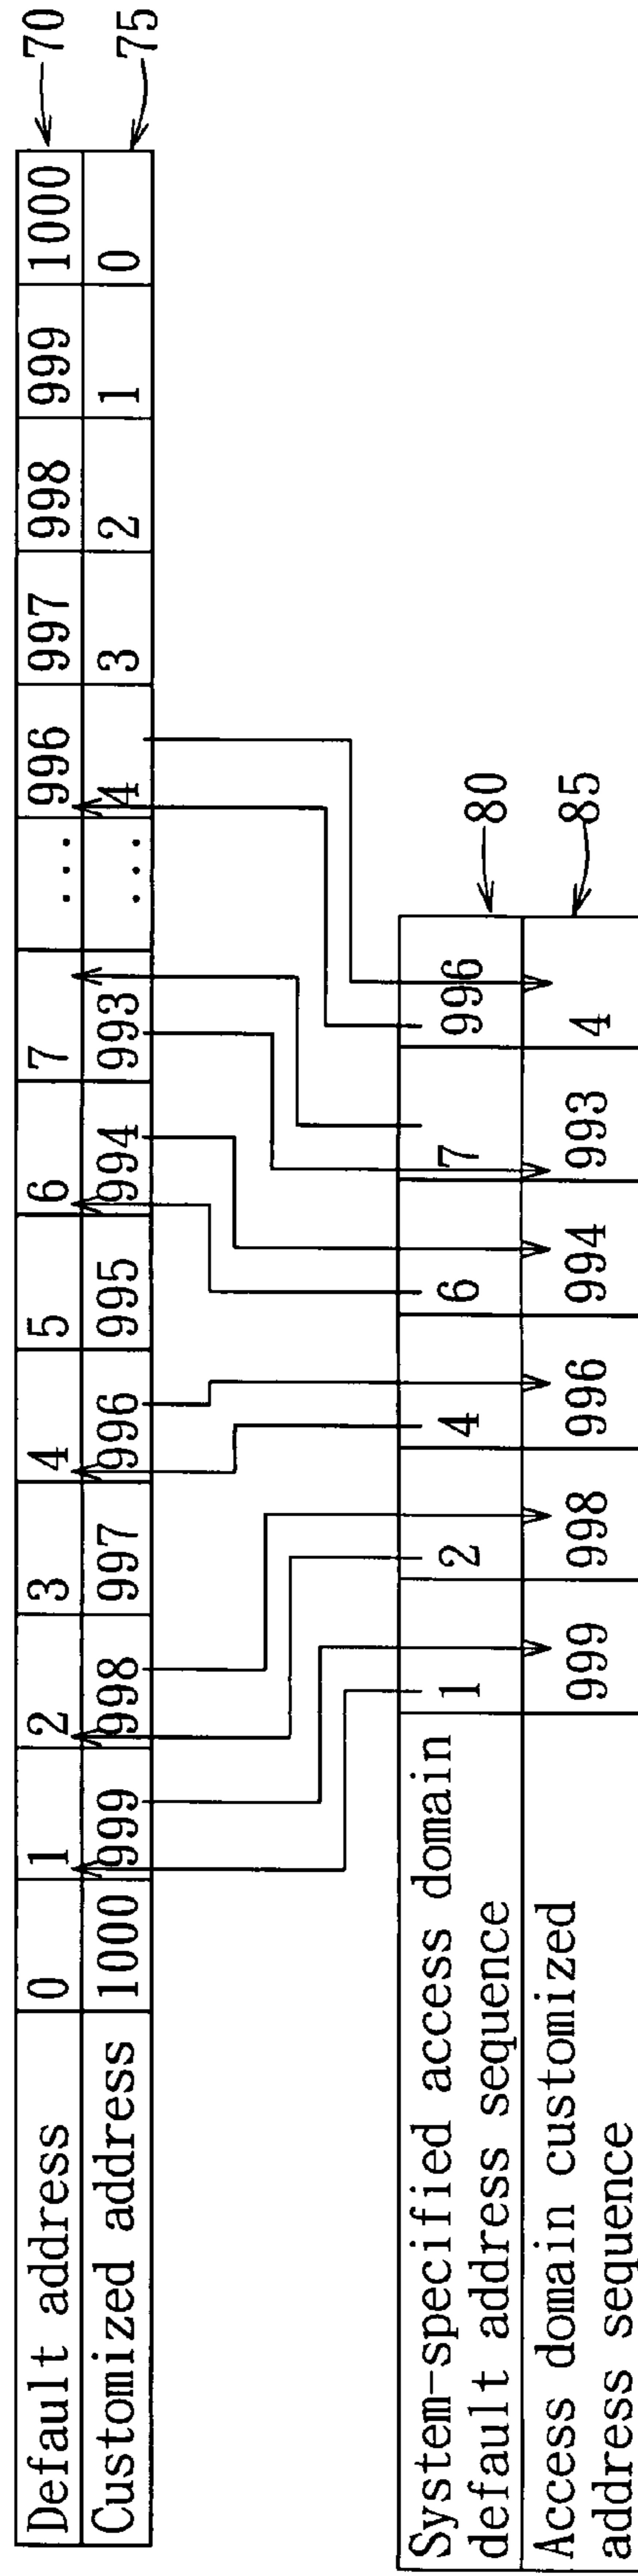 Default address 0 1 2 3 4 5 6 7 ... 996 997 998 999 1000 70
Customized address 1000 999 998 997 996 995 994 993 ... 4 3 2 1 0 75
System-specified access domain
default address sequence 1 2 4 6 7 996 80
Access domain customized
address sequence 999 998 996 994 993 4 85